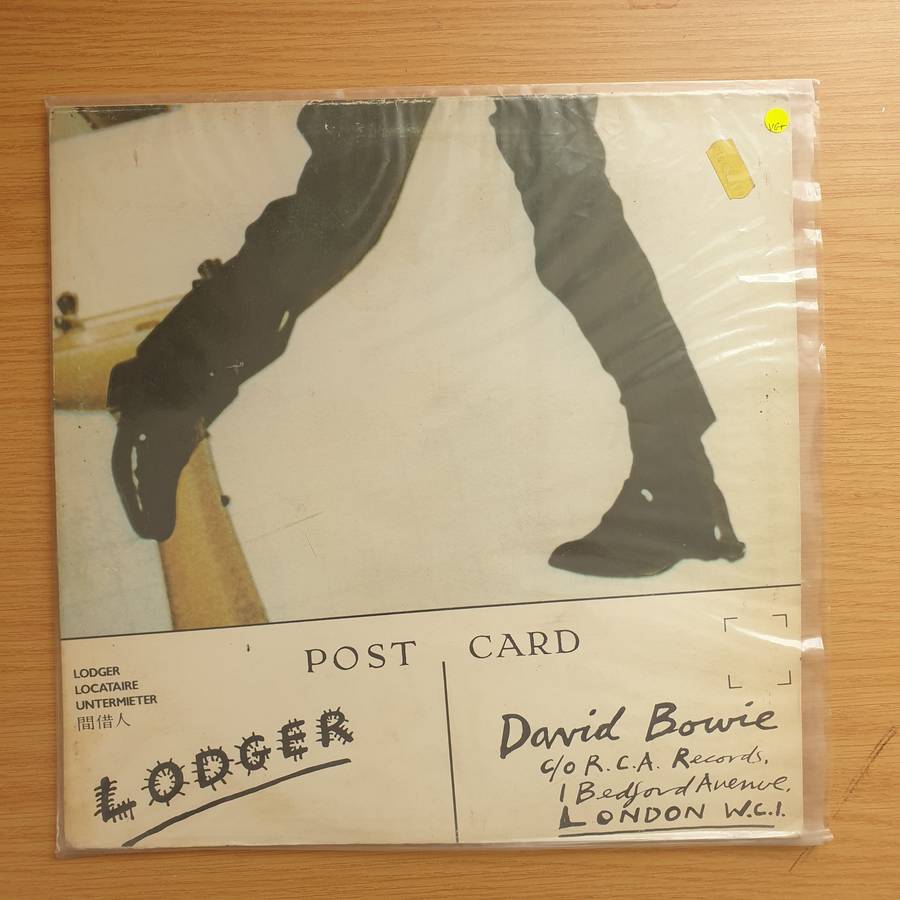 VG+
POST CARD
LODGER
LOCATAIRE
UNTERMIETER
間借人
LODGER
David Bowie
c/o R.C.A. Records,
1 Bedford Avenue,
LONDON W.C.1.